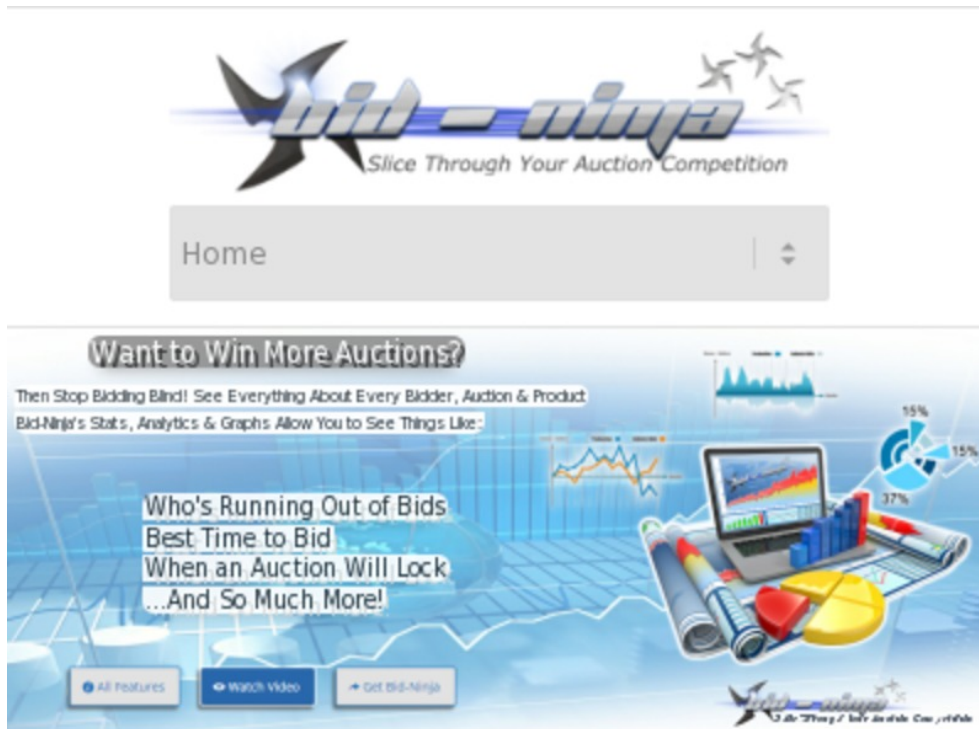 bid - ninja
Slice Through Your Auction Competition
Home
Want to Win More Auctions?
Then Stop Bidding Blind! See Everything About Every Bidder, Auction & Product
Bid-Ninja's Stats, Analytics & Graphs Allow You to See Things Like:
15%
15%
37%
Who's Running Out of Bids
Best Time to Bid
When an Auction Will Lock
...And So Much More!
All Features
Watch Video
Get Bid-Ninja
bid - ninja